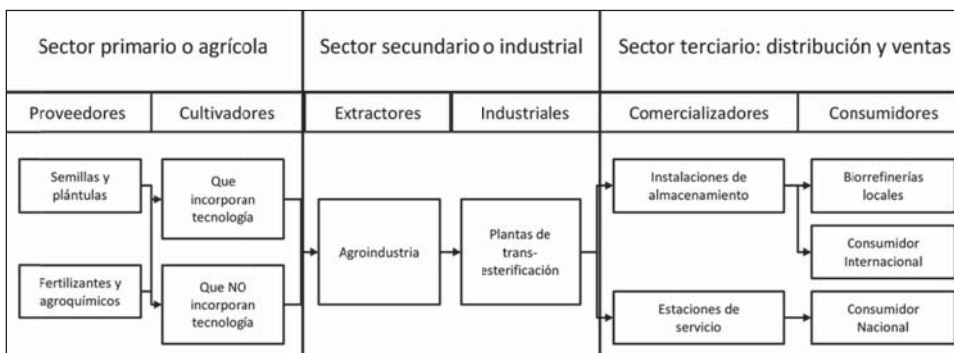 Sector primario o agrícola
Sector secundario o industrial
Sector terciario: distribución y ventas
Proveedores
Cultivadores
Extractores
Industriales
Comercializadores
Consumidores
Semillas y
plántulas
Fertilizantes y
agroquímicos
Que
incorporan
tecnología
Que NO
incorporan
tecnología
Agroindustria
Plantas de
trans-
esterificación
Instalaciones de
almacenamiento
Estaciones de
servicio
Biorrefinerías
locales
Consumidor
Internacional
Consumidor
Nacional